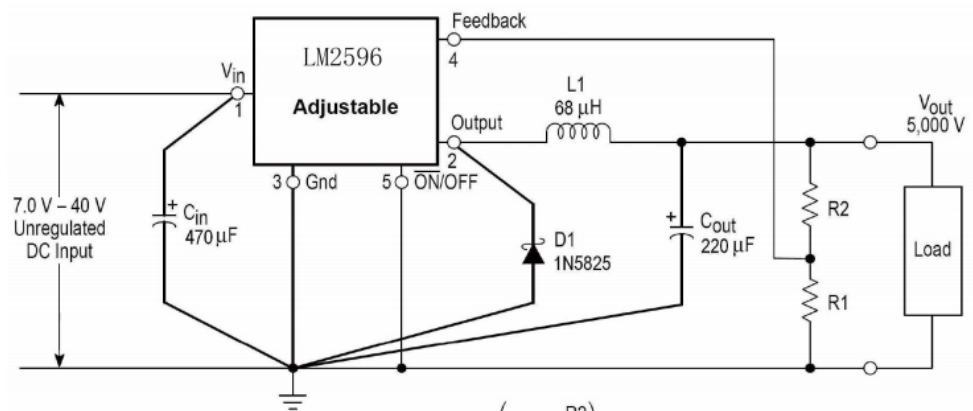 Feedback
4
LM2596
Adjustable
Vin
1
Output
2
L1
68 µH
Vout
5,000 V
3 Gnd
5 ON/OFF
7.0 V – 40 V
Unregulated
DC Input
+
Cin
470 µF
D1
1N5825
+
Cout
220 µF
R2
R1
Load